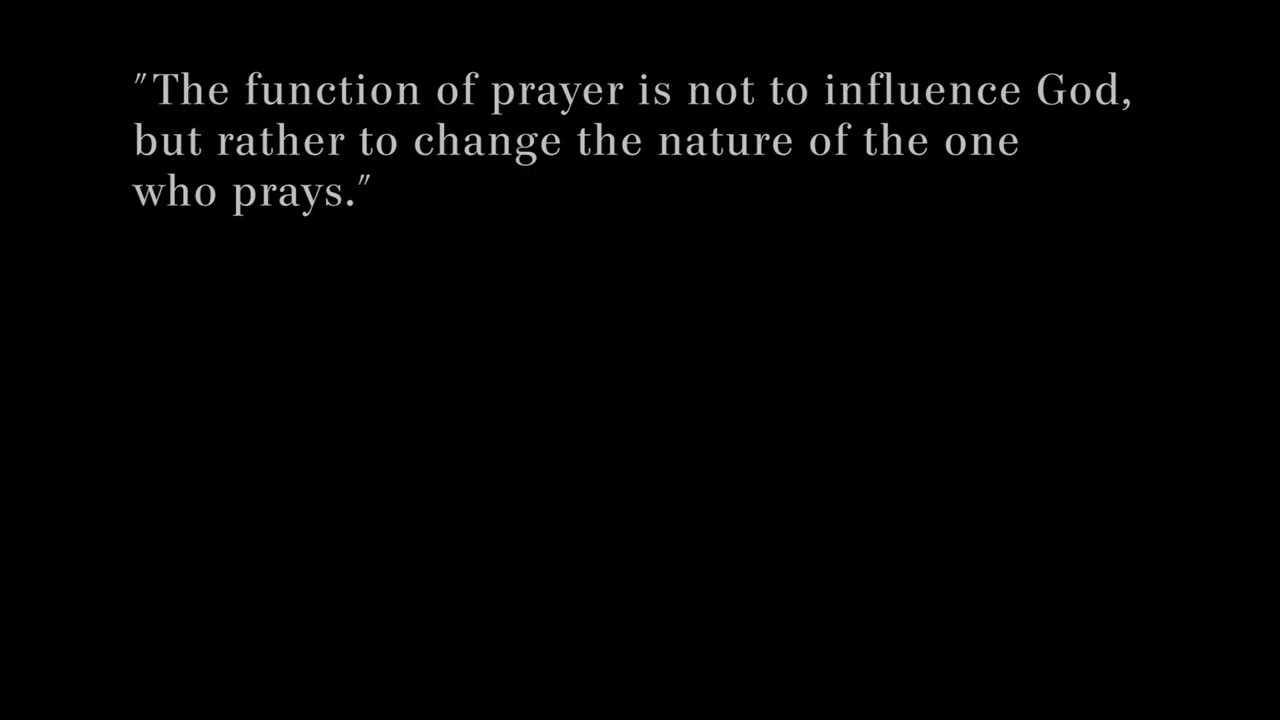 "The function of prayer is not to influence God,
but rather to change the nature of the one
who prays."